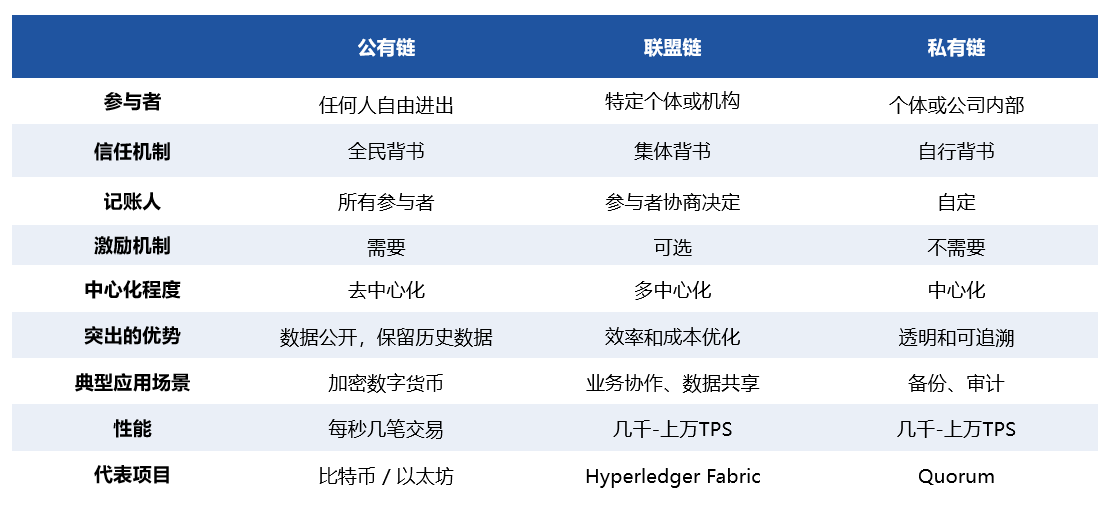 公有链 联盟链 私有链
参与者 任何人自由进出 特定个体或机构 个体或公司内部
信任机制 全民背书 集体背书 自行背书
记账人 所有参与者 参与者协商决定 自定
激励机制 需要 可选 不需要
中心化程度 去中心化 多中心化 中心化
突出的优势 数据公开，保留历史数据 效率和成本优化 透明和可追溯
典型应用场景 加密数字货币 业务协作、数据共享 备份、审计
性能 每秒几笔交易 几千-上万TPS 几千-上万TPS
代表项目 比特币 / 以太坊 Hyperledger Fabric Quorum